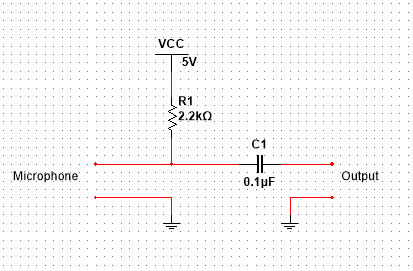 VCC
5V
R1
2.2kΩ
C1
Microphone
0.1µF
Output